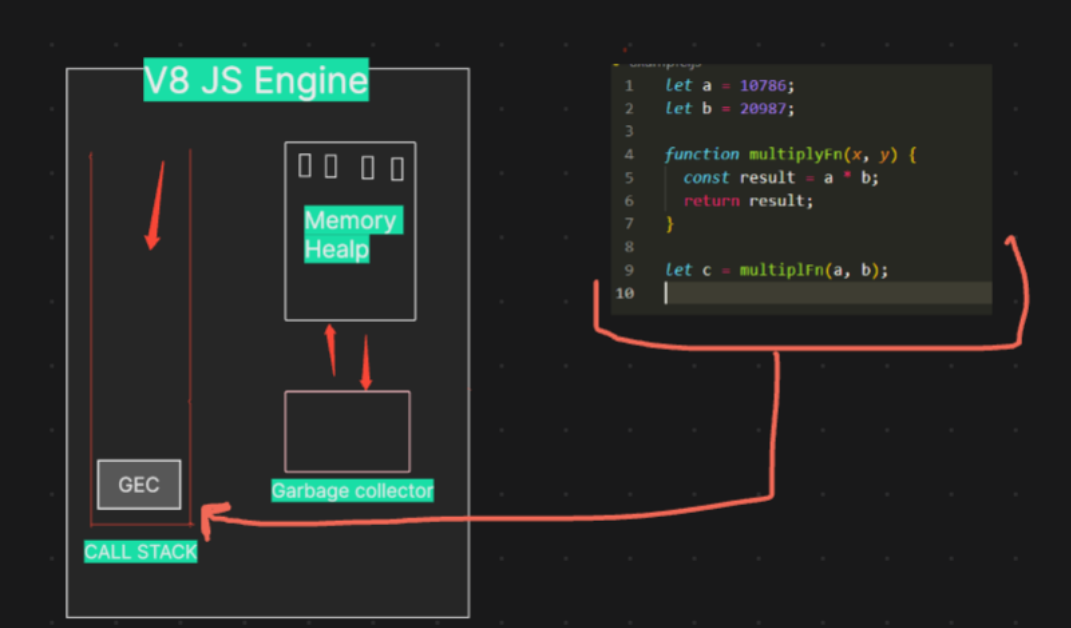 V8 JS Engine
Memory
Healp
GEC
Garbage collector
CALL STACK
1 let a = 10786;
2 let b = 20987;
3
4 function multiplyFn(x, y) {
5 const result = a * b;
6 return result;
7 }
8
9 let c = multiplFn(a, b);
10